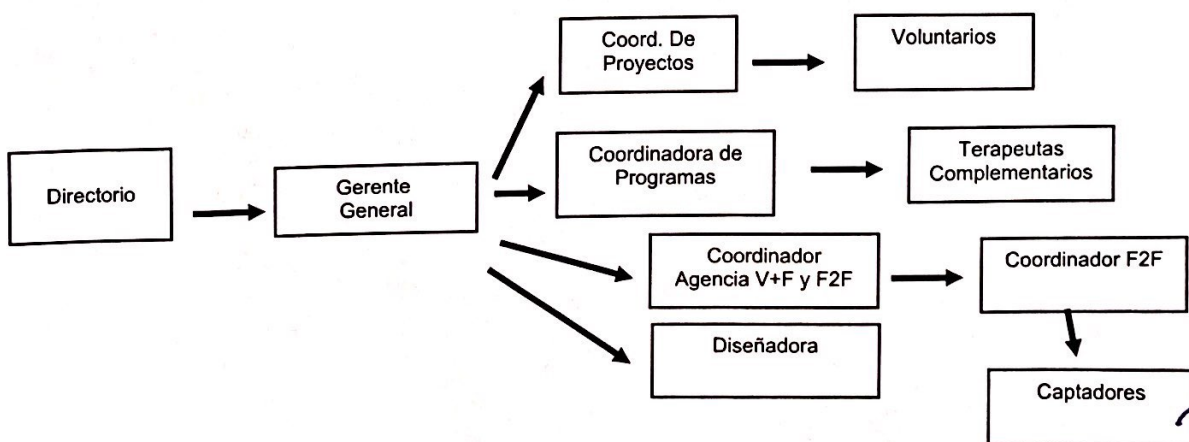 Directorio
Gerente
General
Coord. De
Proyectos
Voluntarios
Coordinadora de
Programas
Terapeutas
Complementarios
Coordinador
Agencia V+F y F2F
Coordinador F2F
Diseñadora
Captadores